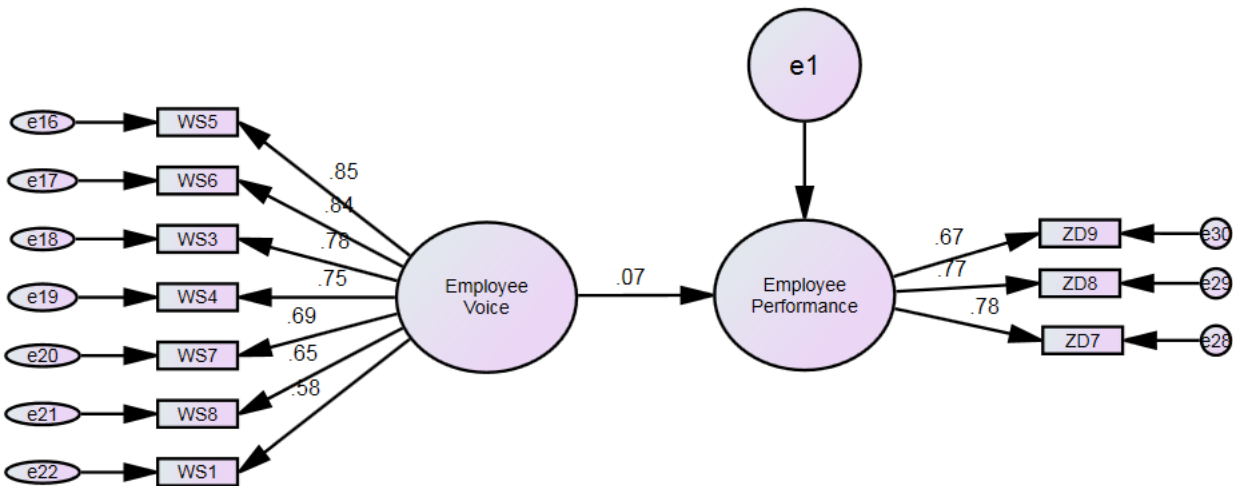 e1
e16
WS5
.85
e17
WS6
.84
e18
WS3
.78
e19
WS4
.75
e20
WS7
.69
e21
WS8
.65
e22
WS1
.58
Employee
Voice
.07
Employee
Performance
.67
ZD9
e30
.77
ZD8
e29
.78
ZD7
e28